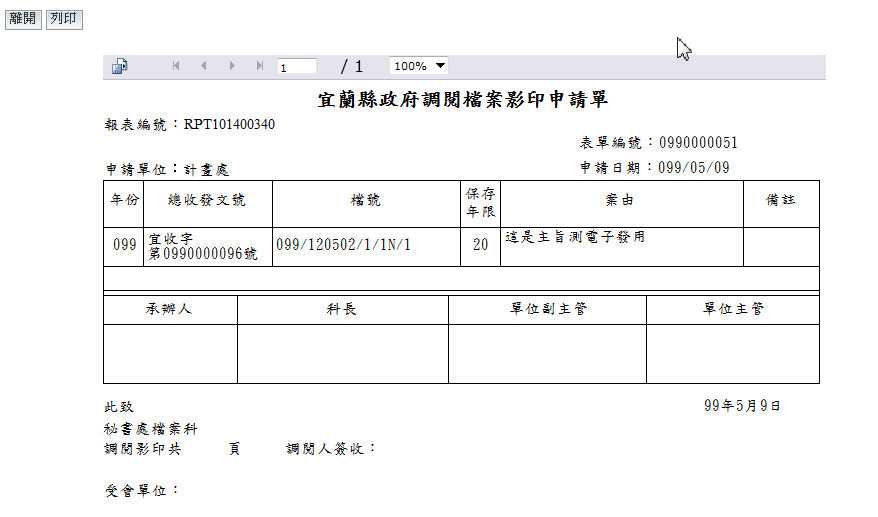 離開 列印
1 / 1 100%
宜蘭縣政府調閱檔案影印申請單
報表編號：RPT101400340
表單編號：0990000051
申請單位：計畫處 申請日期：099/05/09
年份 總收發文號 檔號 保存年限 案由 備註
099 宜收字第0990000096號 099/120502/1/1N/1 20 這是主旨測電子發用
承辦人 科長 單位副主管 單位主管
此致 99年5月9日
秘書處檔案科
調閱影印共 頁 調閱人簽收：
受會單位：